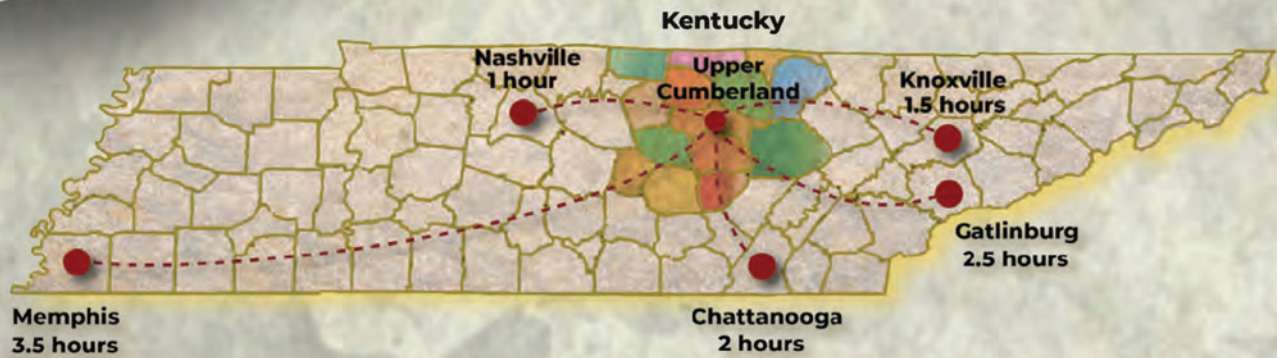 Kentucky
Nashville
1 hour
Upper
Cumberland
Knoxville
1.5 hours
Gatlinburg
2.5 hours
Memphis
3.5 hours
Chattanooga
2 hours